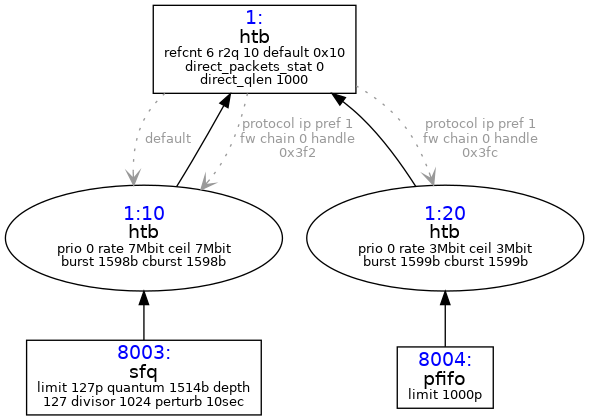 1:
htb
refcnt 6 r2q 10 default 0x10
direct_packets_stat 0
direct_qlen 1000
default
protocol ip pref 1
fw chain 0 handle
0x3f2
protocol ip pref 1
fw chain 0 handle
0x3fc
1:10
htb
prio 0 rate 7Mbit ceil 7Mbit
burst 1598b cburst 1598b
1:20
htb
prio 0 rate 3Mbit ceil 3Mbit
burst 1599b cburst 1599b
8003:
sfq
limit 127p quantum 1514b depth
127 divisor 1024 perturb 10sec
8004:
pfifo
limit 1000p